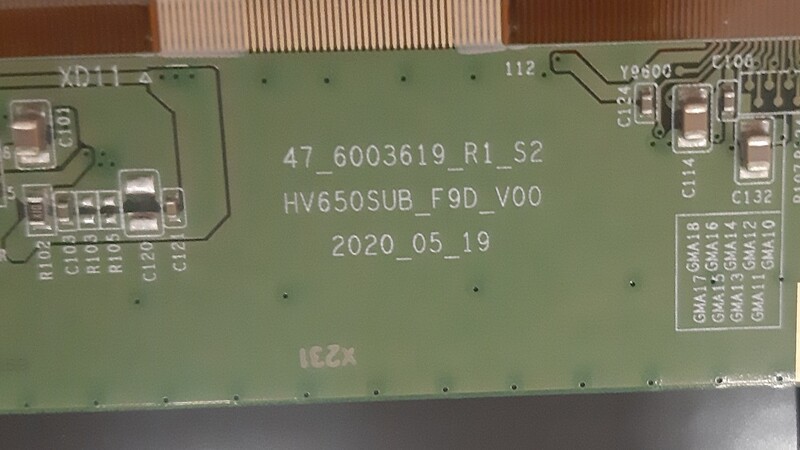 XD11
112
Y9600
C106
C101
C124
C114
C132
47_6003619_R1_S2
HV650SUB_F9D_V00
2020_05_19
R102
C103
R103
R105
C120
C121
GMA17 GMA18
GMA15 GMA16
GMA13 GMA14
GMA11 GMA12
GMA10
X231